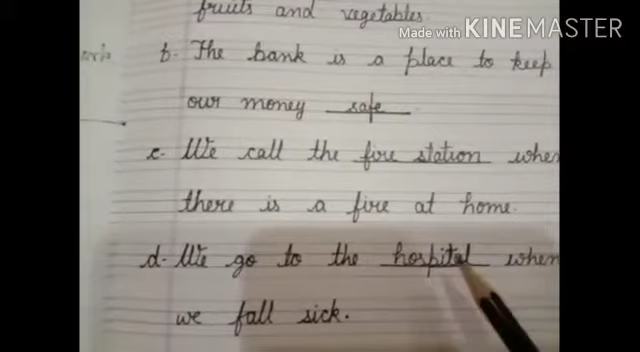 fruits and vegetables.
Made with KINEMASTER
b. The bank is a place to keep
our money safe
c. We call the fire station when
there is a fire at home.
d. We go to the hospital when
we fall sick.